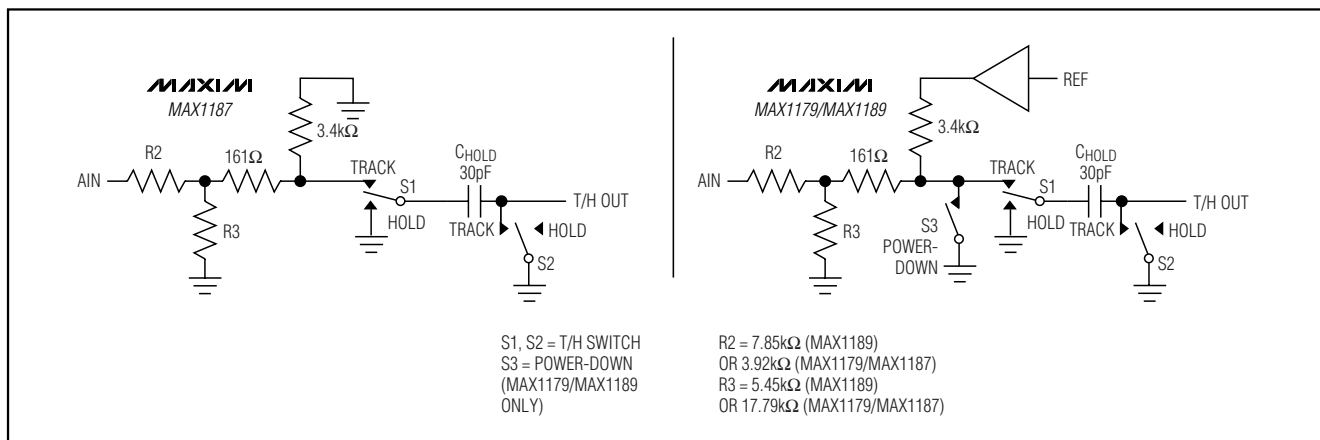 MAXIM
MAX1187
3.4kΩ
R2
161Ω
AIN
R3
TRACK
S1
HOLD
CHOLD
30pF
TRACK
HOLD
S2
T/H OUT
MAXIM
MAX1179/MAX1189
REF
3.4kΩ
R2
161Ω
AIN
R3
S3
POWER-
DOWN
TRACK
S1
HOLD
CHOLD
30pF
TRACK
HOLD
S2
T/H OUT
S1, S2 = T/H SWITCH
S3 = POWER-DOWN
(MAX1179/MAX1189
ONLY)
R2 = 7.85kΩ (MAX1189)
OR 3.92kΩ (MAX1179/MAX1187)
R3 = 5.45kΩ (MAX1189)
OR 17.79kΩ (MAX1179/MAX1187)